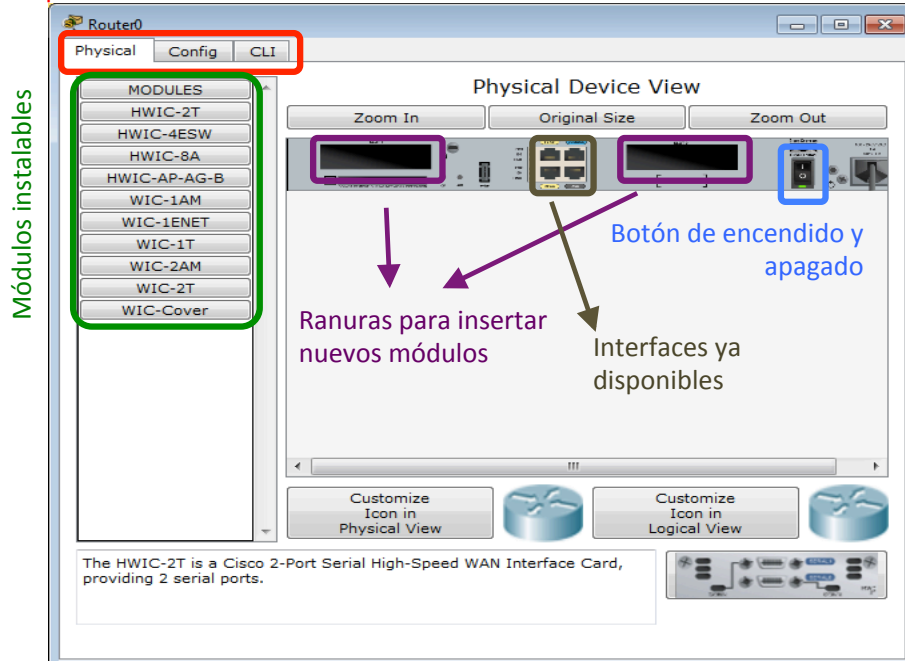 Router0
Physical
Config
CLI
Módulos instalables
MODULES
HWIC-2T
HWIC-4ESW
HWIC-8A
HWIC-AP-AG-B
WIC-1AM
WIC-1ENET
WIC-1T
WIC-2AM
WIC-2T
WIC-Cover
Physical Device View
Zoom In
Original Size
Zoom Out
Botón de encendido y
apagado
Ranuras para insertar
nuevos módulos
Interfaces ya
disponibles
Customize
Icon in
Physical View
Customize
Icon in
Logical View
The HWIC-2T is a Cisco 2-Port Serial High-Speed WAN Interface Card,
providing 2 serial ports.